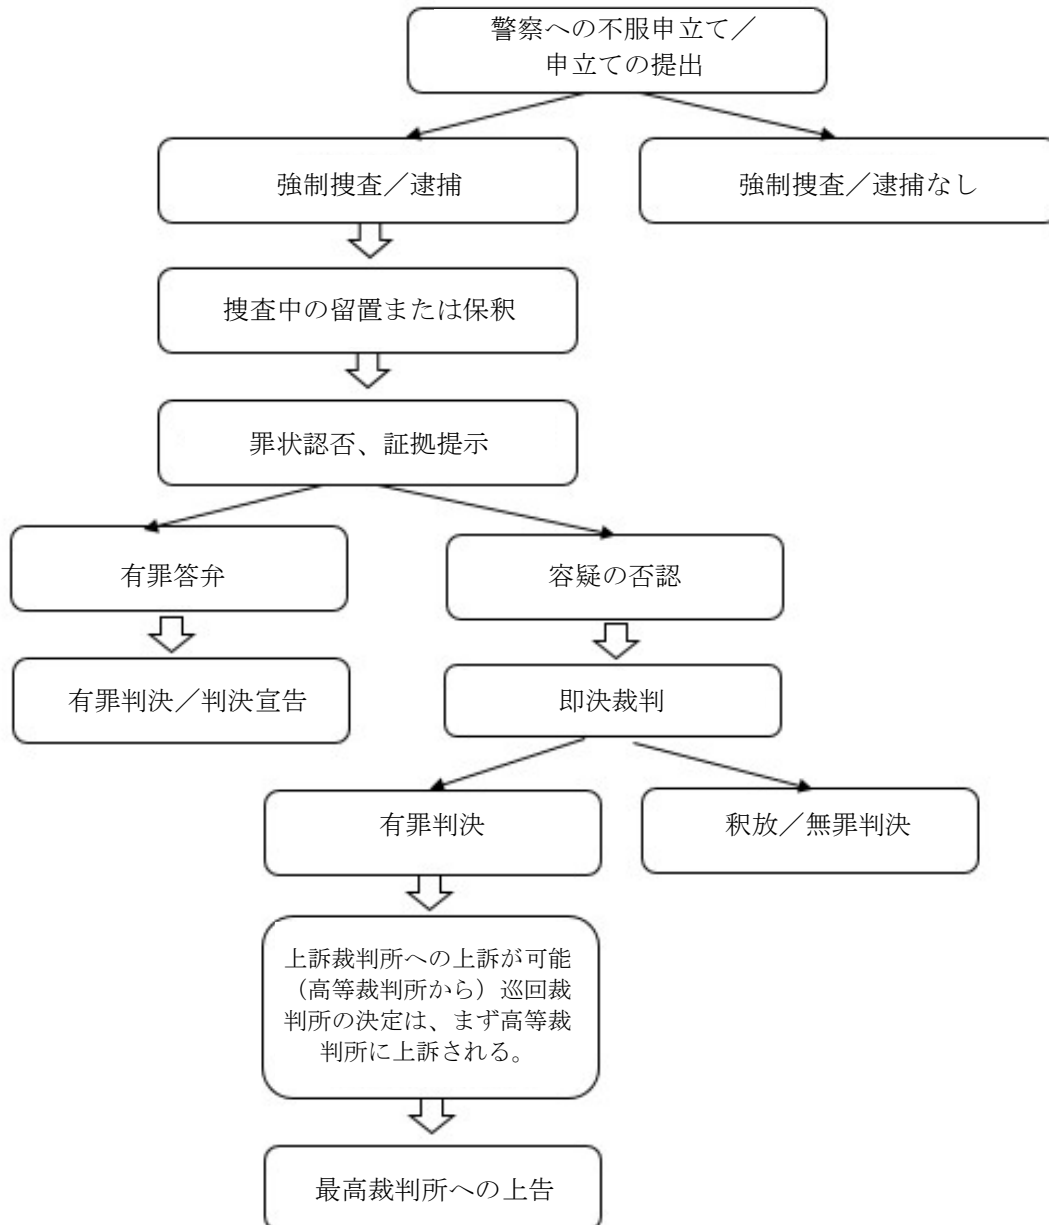 警察への不服申立て／
申立ての提出
強制捜査／逮捕
強制捜査／逮捕なし
捜査中の留置または保釈
罪状認否、証拠提示
有罪答弁
容疑の否認
有罪判決／判決宣告
即決裁判
有罪判決
釈放／無罪判決
上訴裁判所への上訴が可能
（高等裁判所から）巡回裁
判所の決定は、まず高等裁
判所に上訴される。
最高裁判所への上告